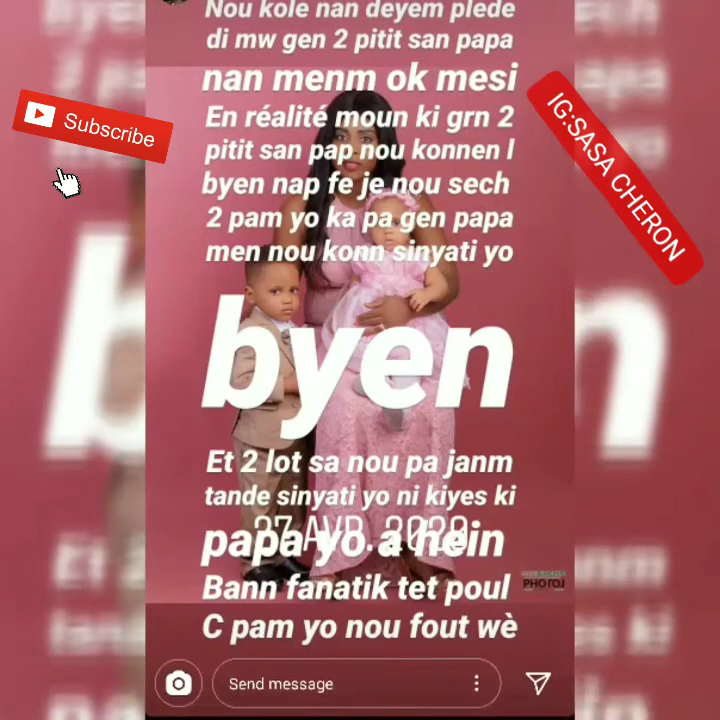 Nou kole nan deyem plede
di mw gen 2 pitit san papa
nan menm ok mesi
En réalité moun ki grn 2
pitit san pap nou konnen l
byen nap fe je nou sech
2 pam yo ka pa gen papa
men nou konn sinyati yo
byen
Et 2 lot sa nou pa janm
tande sinyati yo ni kiyes ki
papa yo a hein
27 AVR. 2020
Bann fanatik tet poul
C pam yo nou fout wè
Subscribe
IG:SASA CHERON
PHOTOJ
Send message